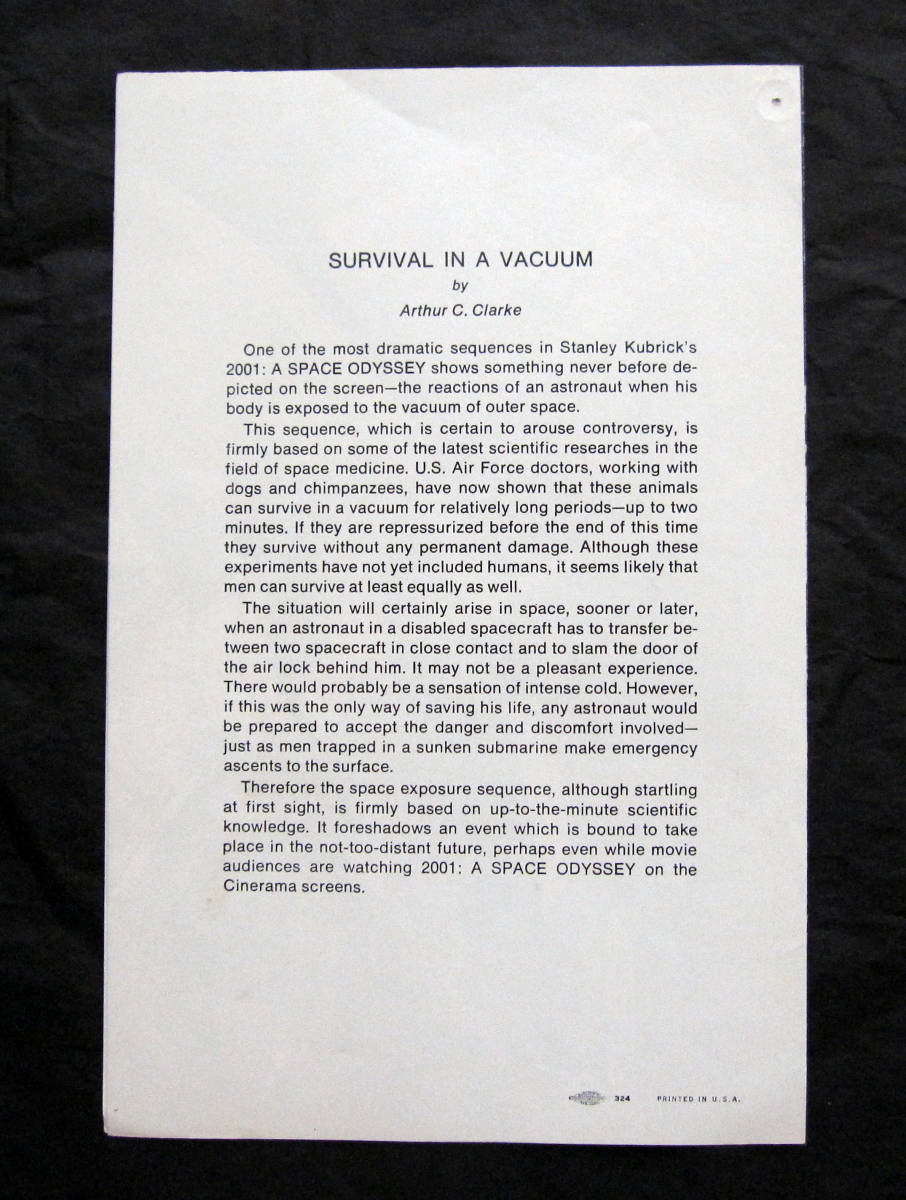 SURVIVAL IN A VACUUM
by
Arthur C. Clarke
One of the most dramatic sequences in Stanley Kubrick's
2001: A SPACE ODYSSEY shows something never before de-
picted on the screen—the reactions of an astronaut when his
body is exposed to the vacuum of outer space.
This sequence, which is certain to arouse controversy, is
firmly based on some of the latest scientific researches in the
field of space medicine. U.S. Air Force doctors, working with
dogs and chimpanzees, have now shown that these animals
can survive in a vacuum for relatively long periods—up to two
minutes. If they are repressurized before the end of this time
they survive without any permanent damage. Although these
experiments have not yet included humans, it seems likely that
men can survive at least equally as well.
The situation will certainly arise in space, sooner or later,
when an astronaut in a disabled spacecraft has to transfer be-
tween two spacecraft in close contact and to slam the door of
the air lock behind him. It may not be a pleasant experience.
There would probably be a sensation of intense cold. However,
if this was the only way of saving his life, any astronaut would
be prepared to accept the danger and discomfort involved—
just as men trapped in a sunken submarine make emergency
ascents to the surface.
Therefore the space exposure sequence, although startling
at first sight, is firmly based on up-to-the-minute scientific
knowledge. It foreshadows an event which is bound to take
place in the not-too-distant future, perhaps even while movie
audiences are watching 2001: A SPACE ODYSSEY on the
Cinerama screens.
324 PRINTED IN U.S.A.